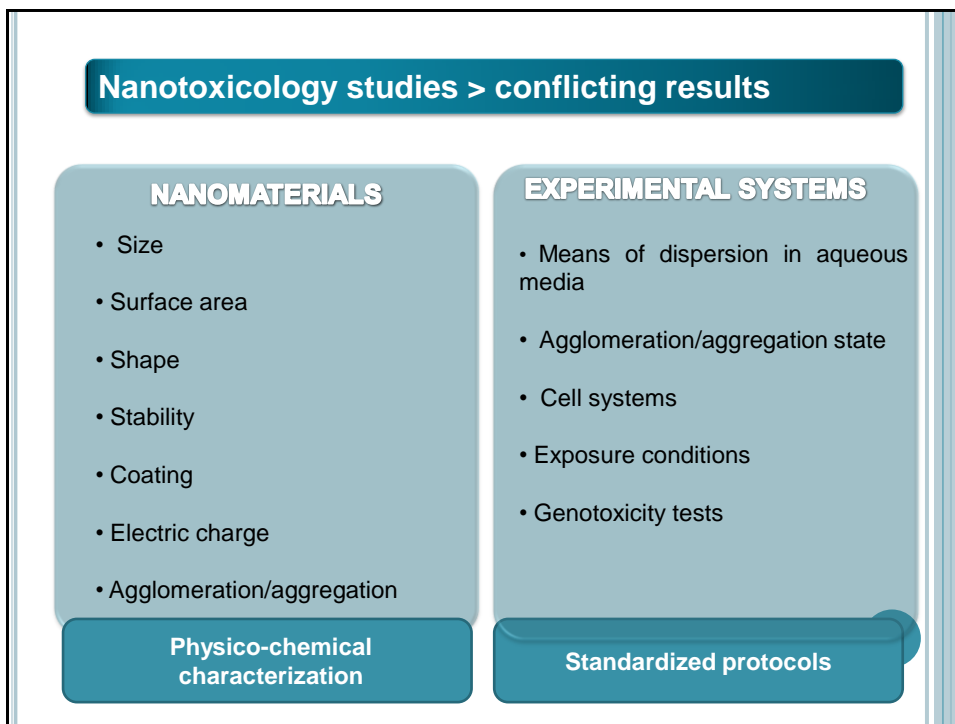 Nanotoxicology studies > conflicting results
NANOMATERIALS
• Size
• Surface area
• Shape
• Stability
• Coating
• Electric charge
• Agglomeration/aggregation
Physico-chemical
characterization
EXPERIMENTAL SYSTEMS
• Means of dispersion in aqueous
media
• Agglomeration/aggregation state
• Cell systems
• Exposure conditions
• Genotoxicity tests
Standardized protocols